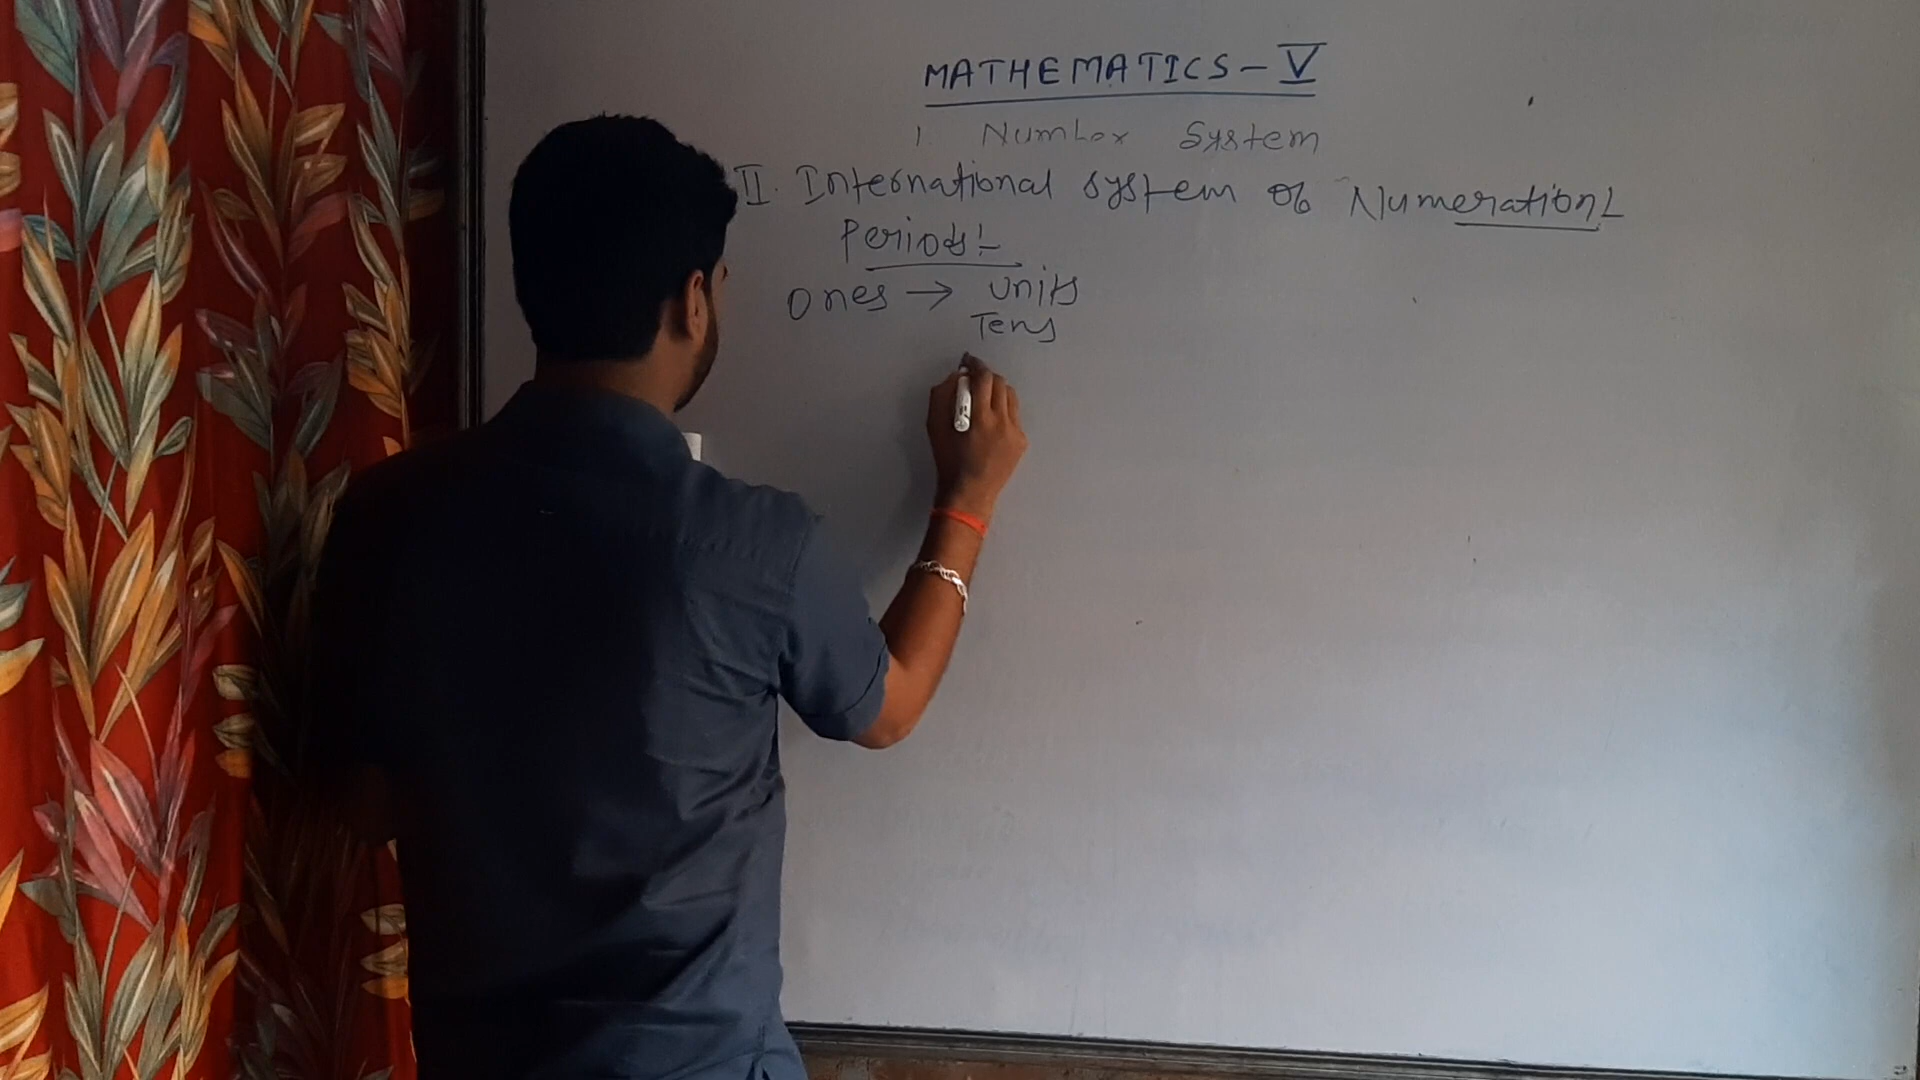 MATHEMATICS - V
1. Number System
II. International system of Numeration:-
Periods:-
Ones → Units
Tens